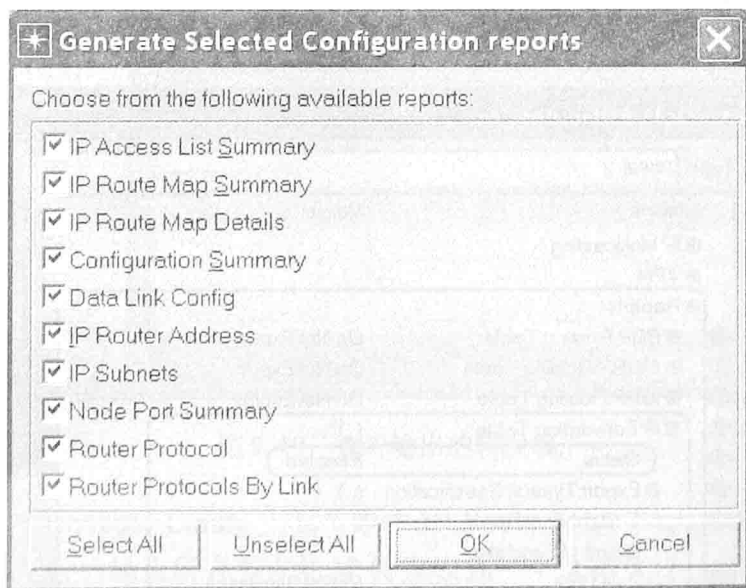 Generate Selected Configuration reports
Choose from the following available reports:
IP Access List Summary
IP Route Map Summary
IP Route Map Details
Configuration Summary
Data Link Config
IP Router Address
IP Subnets
Node Port Summary
Router Protocol
Router Protocols By Link
Select All
Unselect All
OK
Cancel